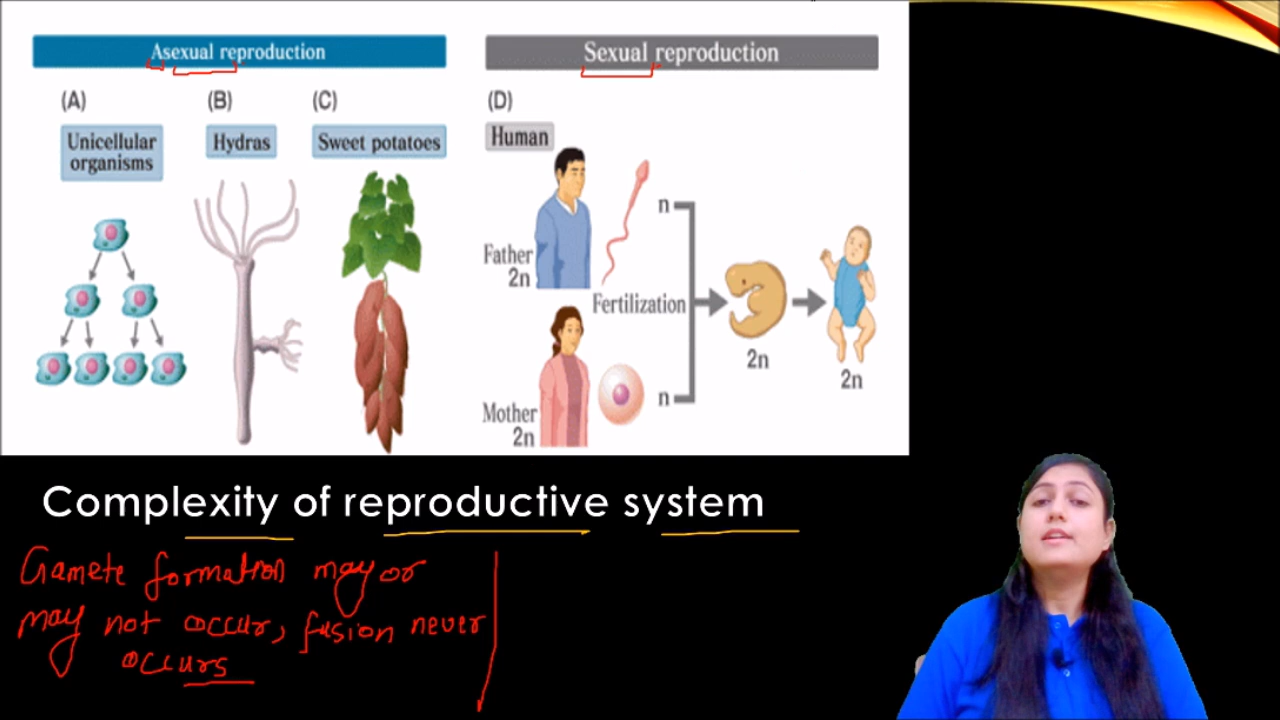 Asexual reproduction
Sexual reproduction
(A)
(B)
(C)
(D)
Unicellular
organisms
Hydras
Sweet potatoes
Human
n
Father
2n
Fertilization
2n
2n
n
Mother
2n
Complexity of reproductive system
Gamete formation may or
may not occur, fusion never
occurs